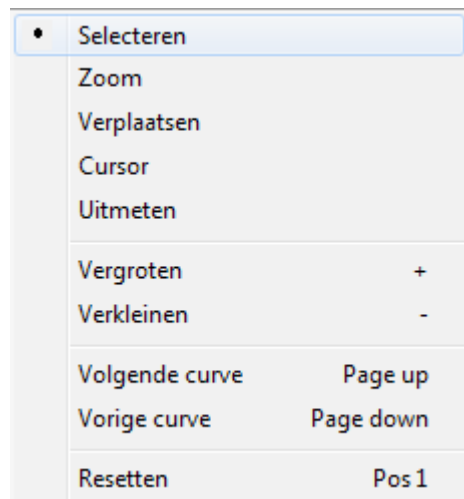 Selecteren
Zoom
Verplaatsen
Cursor
Uitmeten
Vergroten +
Verkleinen -
Volgende curve Page up
Vorige curve Page down
Resetten Pos 1